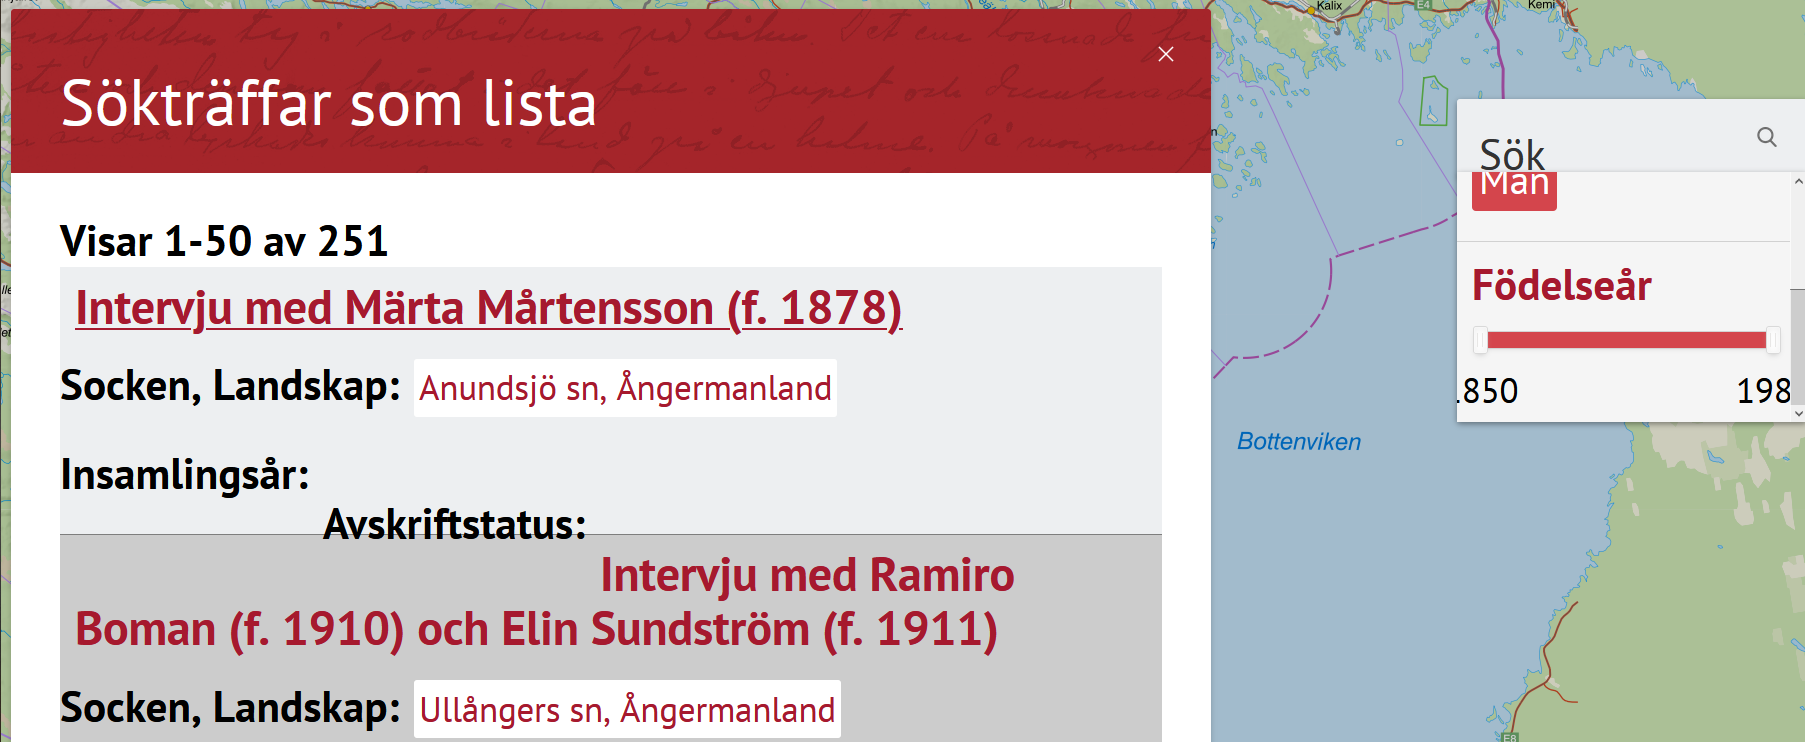 Kalix
E4
Kemi
Sökträffar som lista
Sök
Man
Visar 1-50 av 251
Födelseår
Intervju med Märta Mårtensson (f. 1878)
Socken, Landskap: Anundsjö sn, Ångermanland
850
198
Bottenviken
Insamlingsår:
Avskriftstatus:
Intervju med Ramiro
Boman (f. 1910) och Elin Sundström (f. 1911)
Socken, Landskap: Ullångers sn, Ångermanland
E8